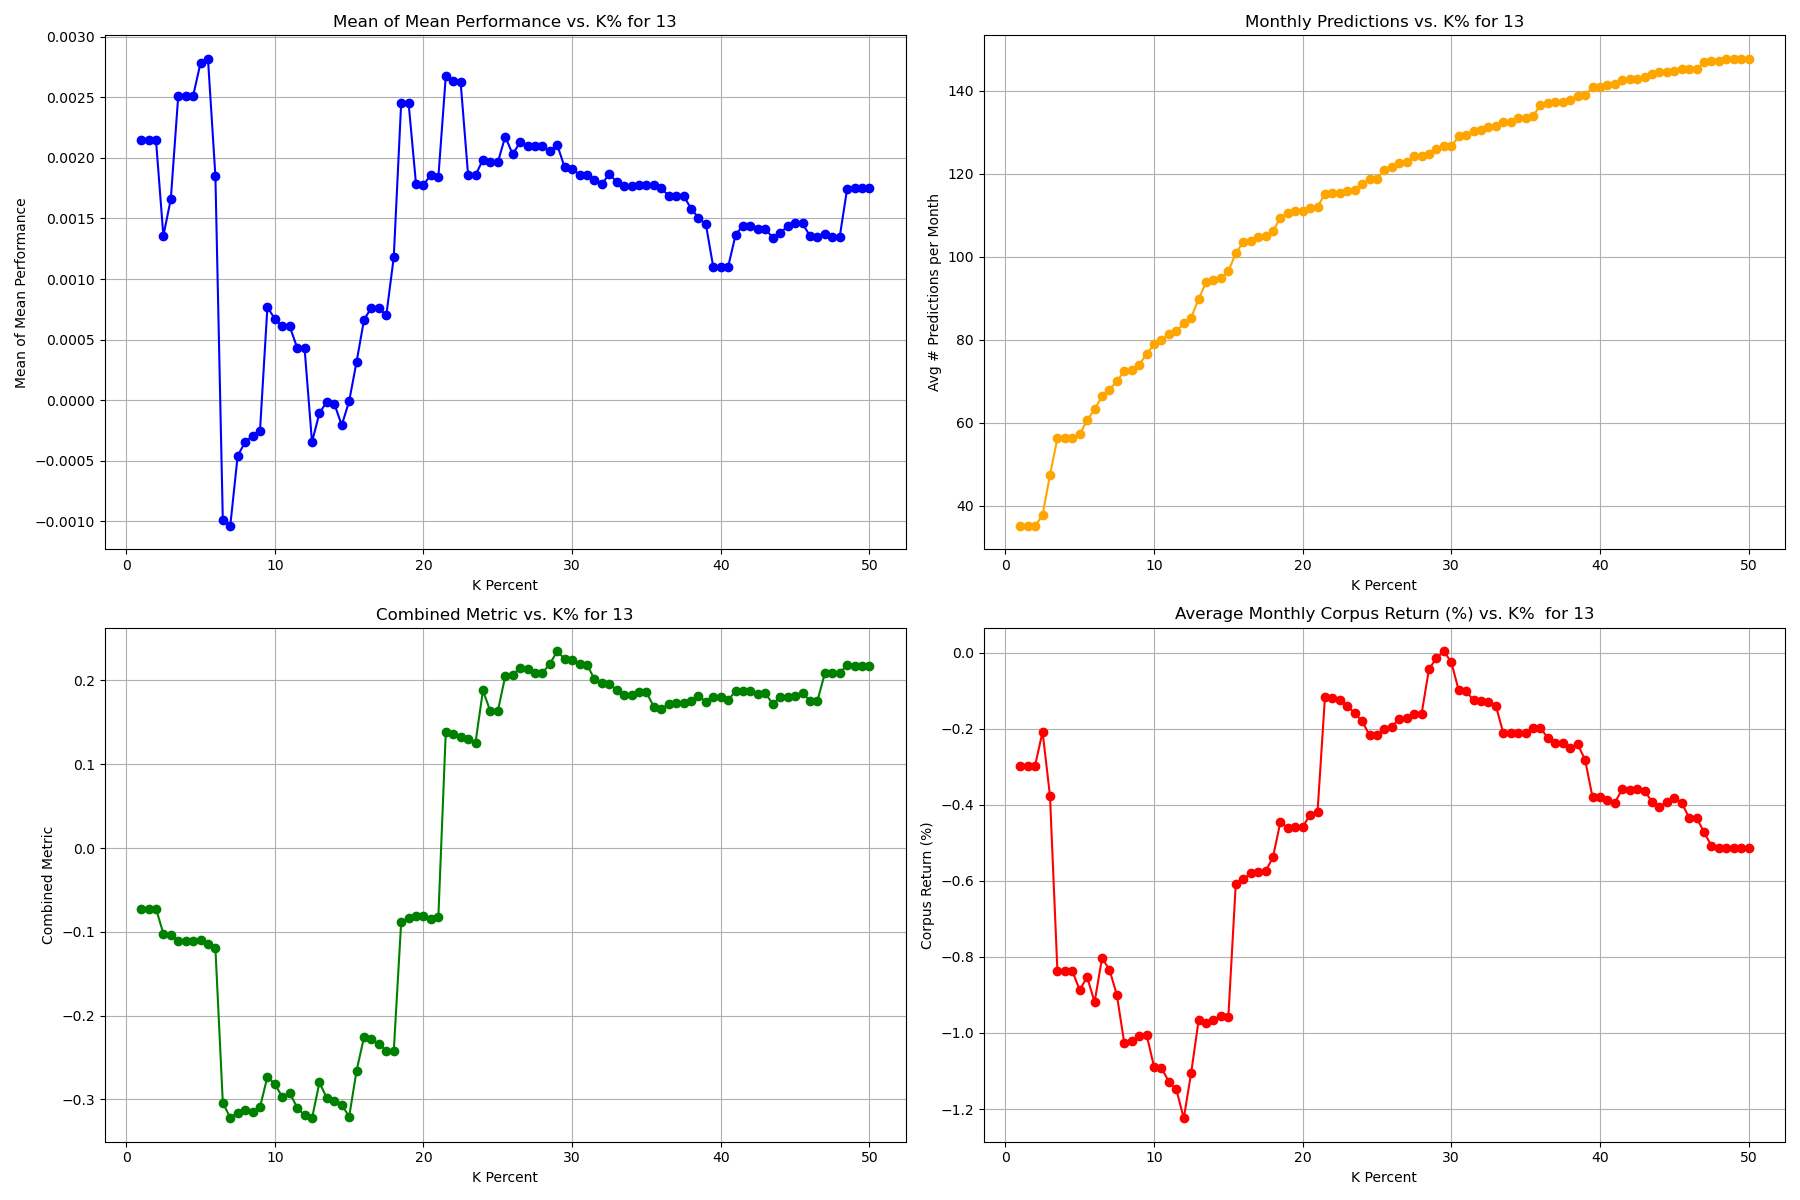 Mean of Mean Performance vs. K% for 13
Mean of Mean Performance
0.0030
0.0025
0.0020
0.0015
0.0010
0.0005
0.0000
−0.0005
−0.0010
0 10 20 30 40 50
K Percent
Monthly Predictions vs. K% for 13
Avg # Predictions per Month
140
120
100
80
60
40
0 10 20 30 40 50
K Percent
Combined Metric vs. K% for 13
Combined Metric
0.2
0.1
0.0
−0.1
−0.2
−0.3
0 10 20 30 40 50
K Percent
Average Monthly Corpus Return (%) vs. K%  for 13
Corpus Return (%)
0.0
−0.2
−0.4
−0.6
−0.8
−1.0
−1.2
0 10 20 30 40 50
K Percent